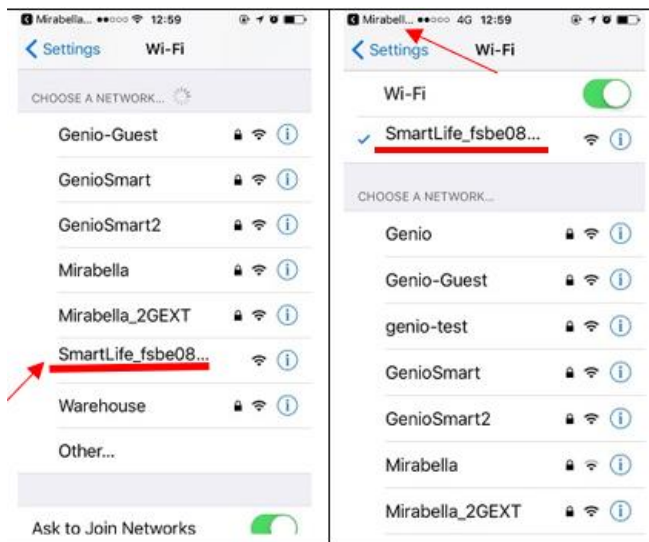 Mirabella... 12:59
Settings Wi-Fi
CHOOSE A NETWORK...
Genio-Guest
GenioSmart
GenioSmart2
Mirabella
Mirabella_2GEXT
SmartLife_fsbe08...
Warehouse
Other...
Ask to Join Networks
Mirabell... 4G 12:59
Settings Wi-Fi
Wi-Fi
SmartLife_fsbe08...
CHOOSE A NETWORK...
Genio
Genio-Guest
genio-test
GenioSmart
GenioSmart2
Mirabella
Mirabella_2GEXT